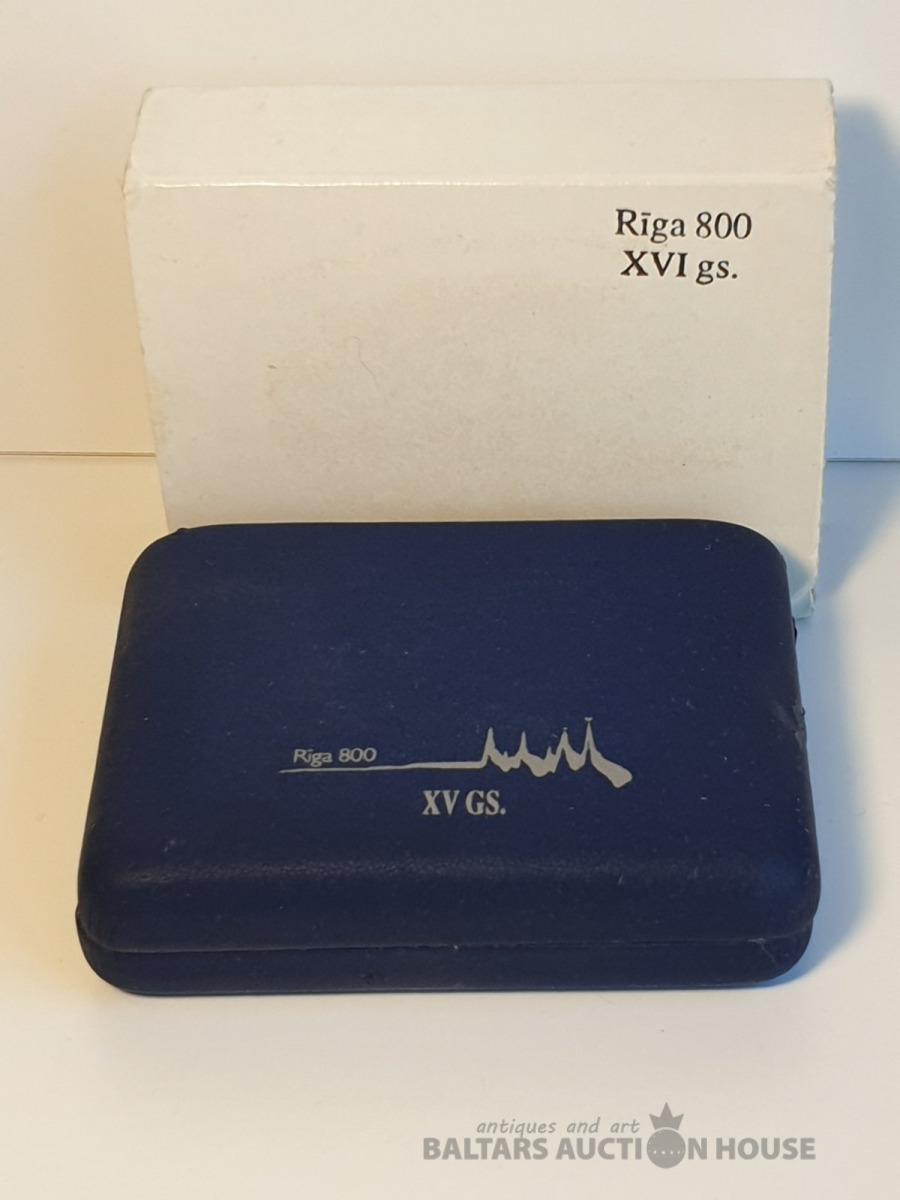 Rīga 800
XVI gs.
Rīga 800
XV GS.
antiques and art
BALTARS AUCTION HOUSE